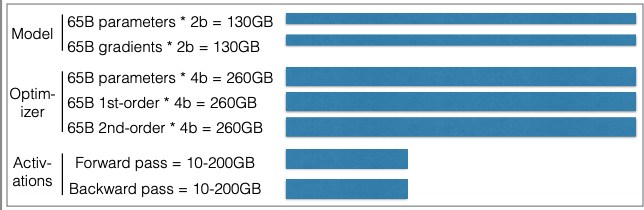 Model
65B parameters * 2b = 130GB
65B gradients * 2b = 130GB
Optim-
izer
65B parameters * 4b = 260GB
65B 1st-order * 4b = 260GB
65B 2nd-order * 4b = 260GB
Activ-
ations
Forward pass = 10-200GB
Backward pass = 10-200GB